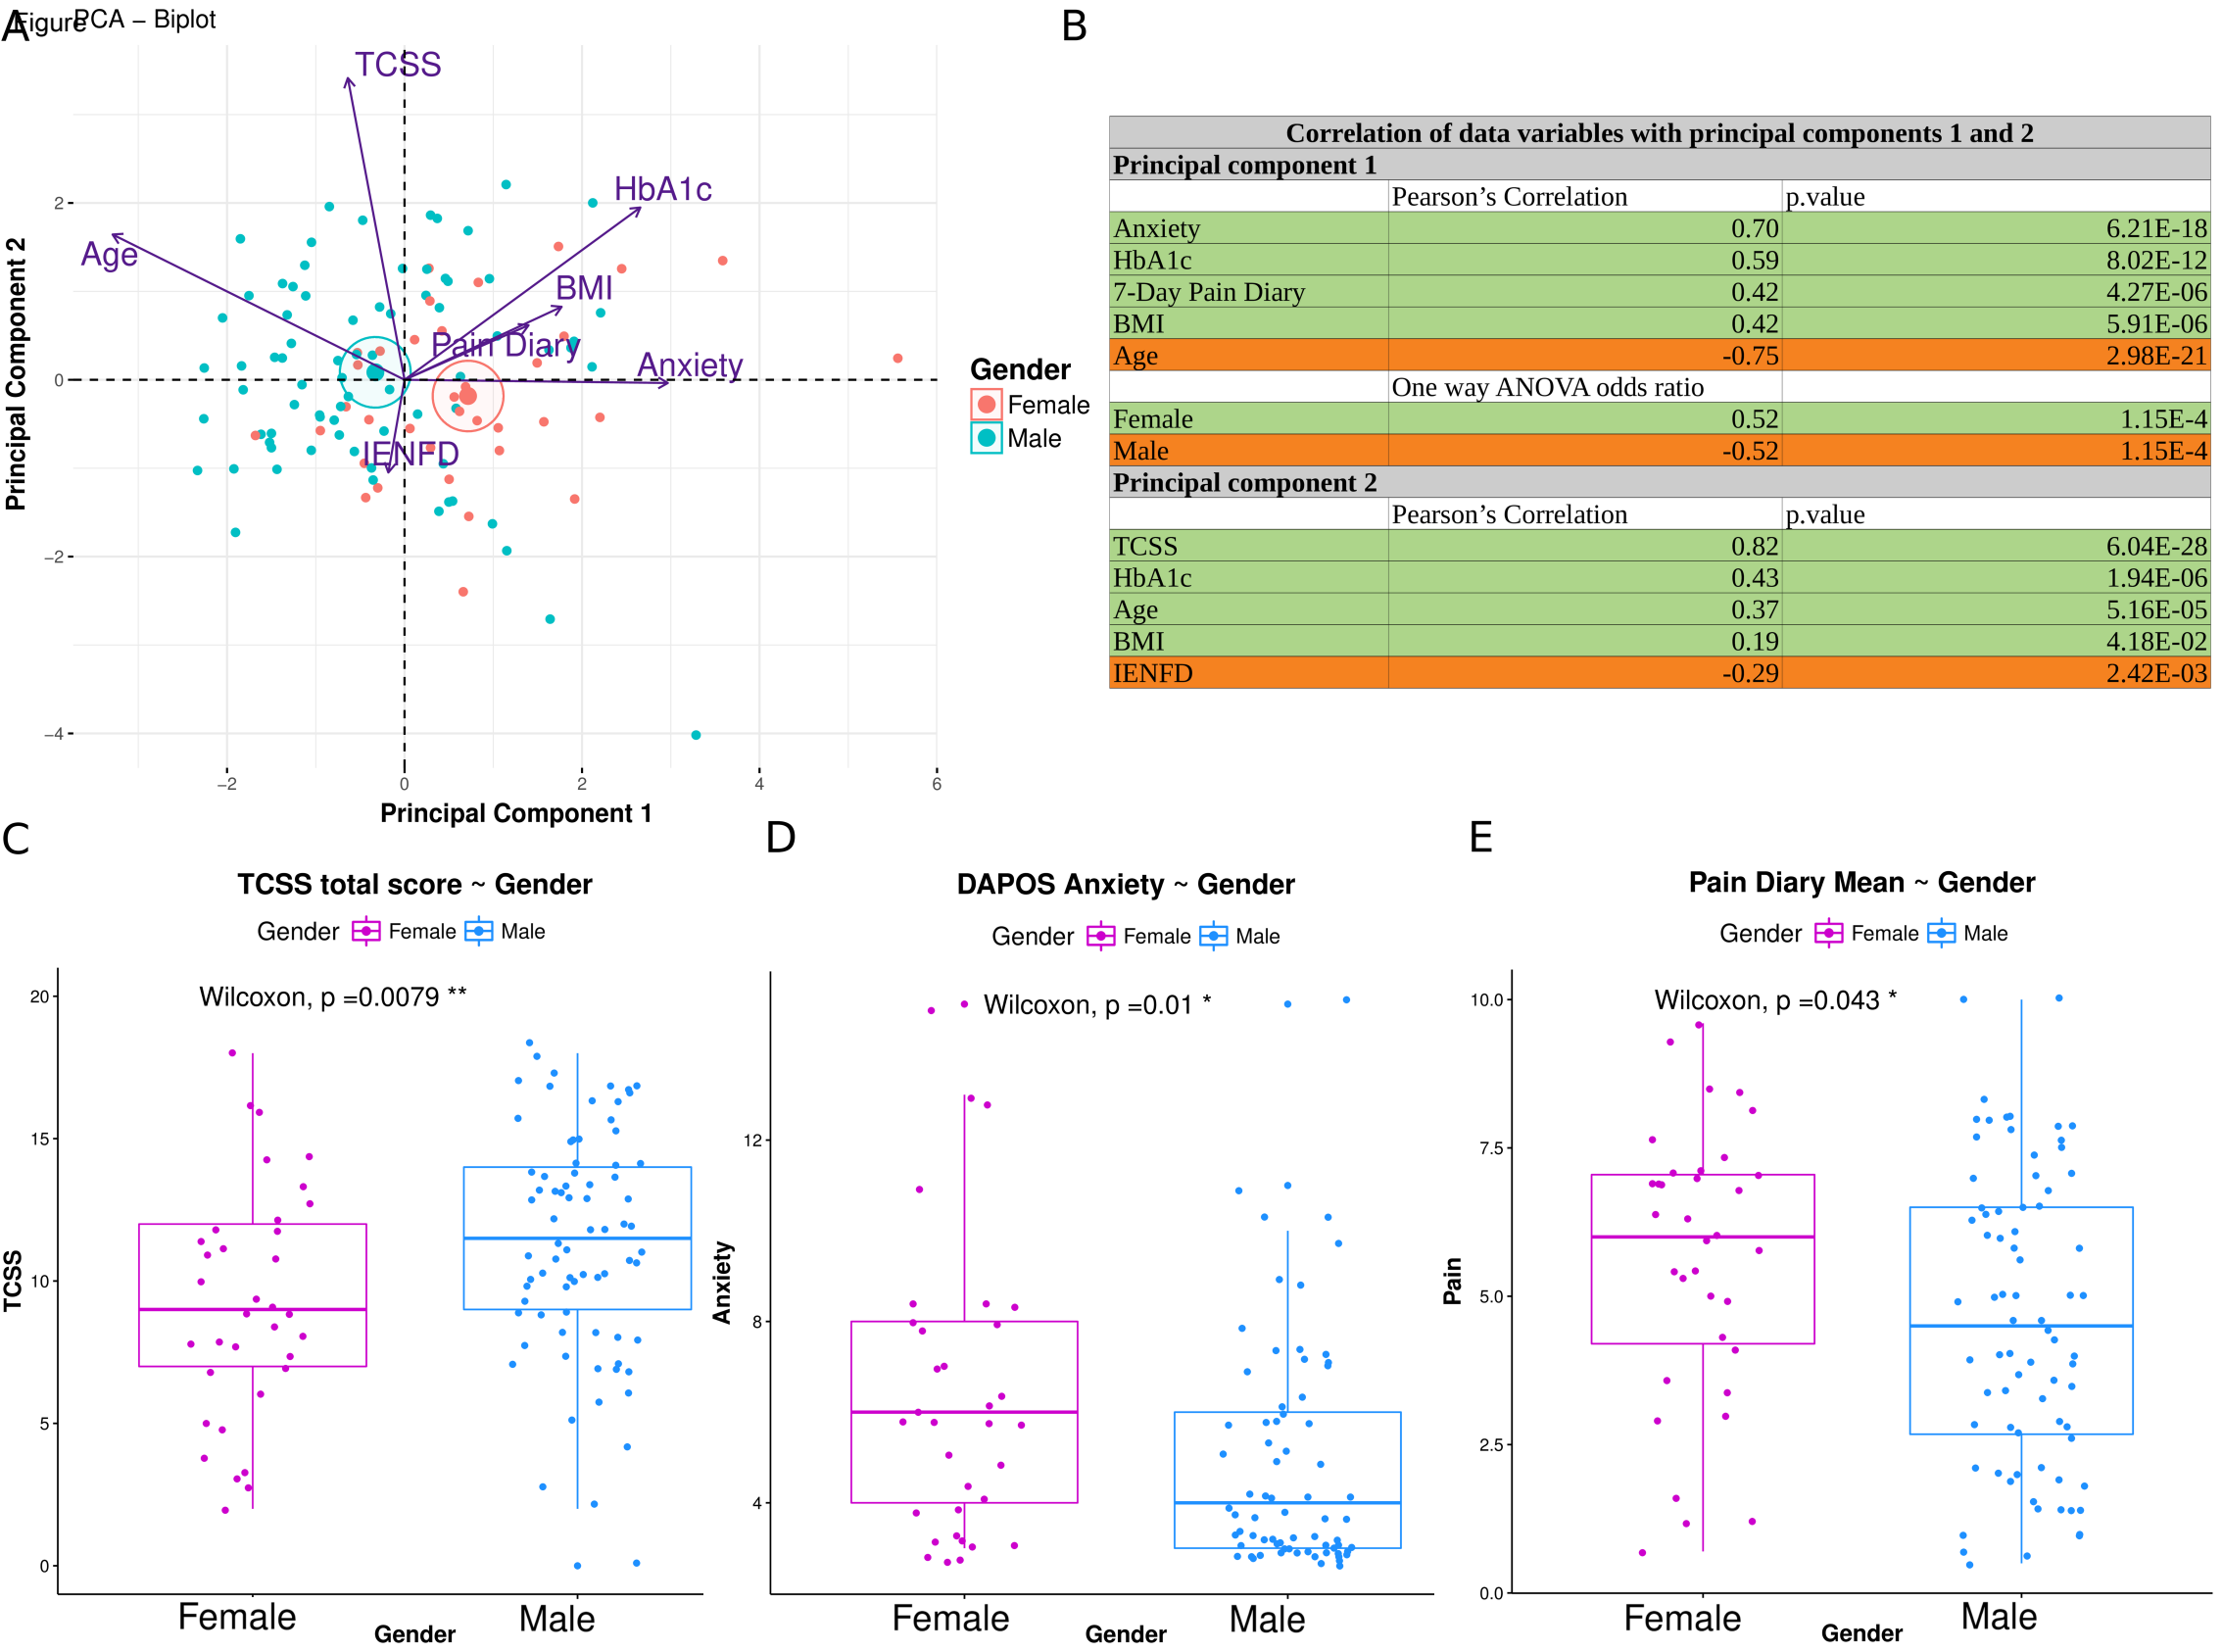 A
Figure
PCA – Biplot
B
TCSS
HbA1c
Age
BMI
Pain Diary
Anxiety
IENFD
Principal Component 2
2
0
−2
−4
−2
0
2
4
6
Principal Component 1
Gender
Female
Male
Correlation of data variables with principal components 1 and 2
Principal component 1
Pearson’s Correlation p.value
Anxiety 0.70 6.21E-18
HbA1c 0.59 8.02E-12
7-Day Pain Diary 0.42 4.27E-06
BMI 0.42 5.91E-06
Age -0.75 2.98E-21
One way ANOVA odds ratio
Female 0.52 1.15E-4
Male -0.52 1.15E-4
Principal component 2
Pearson’s Correlation p.value
TCSS 0.82 6.04E-28
HbA1c 0.43 1.94E-06
Age 0.37 5.16E-05
BMI 0.19 4.18E-02
IENFD -0.29 2.42E-03
C
TCSS total score ~ Gender
Gender Female Male
Wilcoxon, p =0.0079 **
TCSS
20
15
10
5
0
Female Male
Gender
D
DAPOS Anxiety ~ Gender
Gender Female Male
Wilcoxon, p =0.01 *
Anxiety
12
8
4
Female Male
Gender
E
Pain Diary Mean ~ Gender
Gender Female Male
Wilcoxon, p =0.043 *
Pain
10.0
7.5
5.0
2.5
0.0
Female Male
Gender